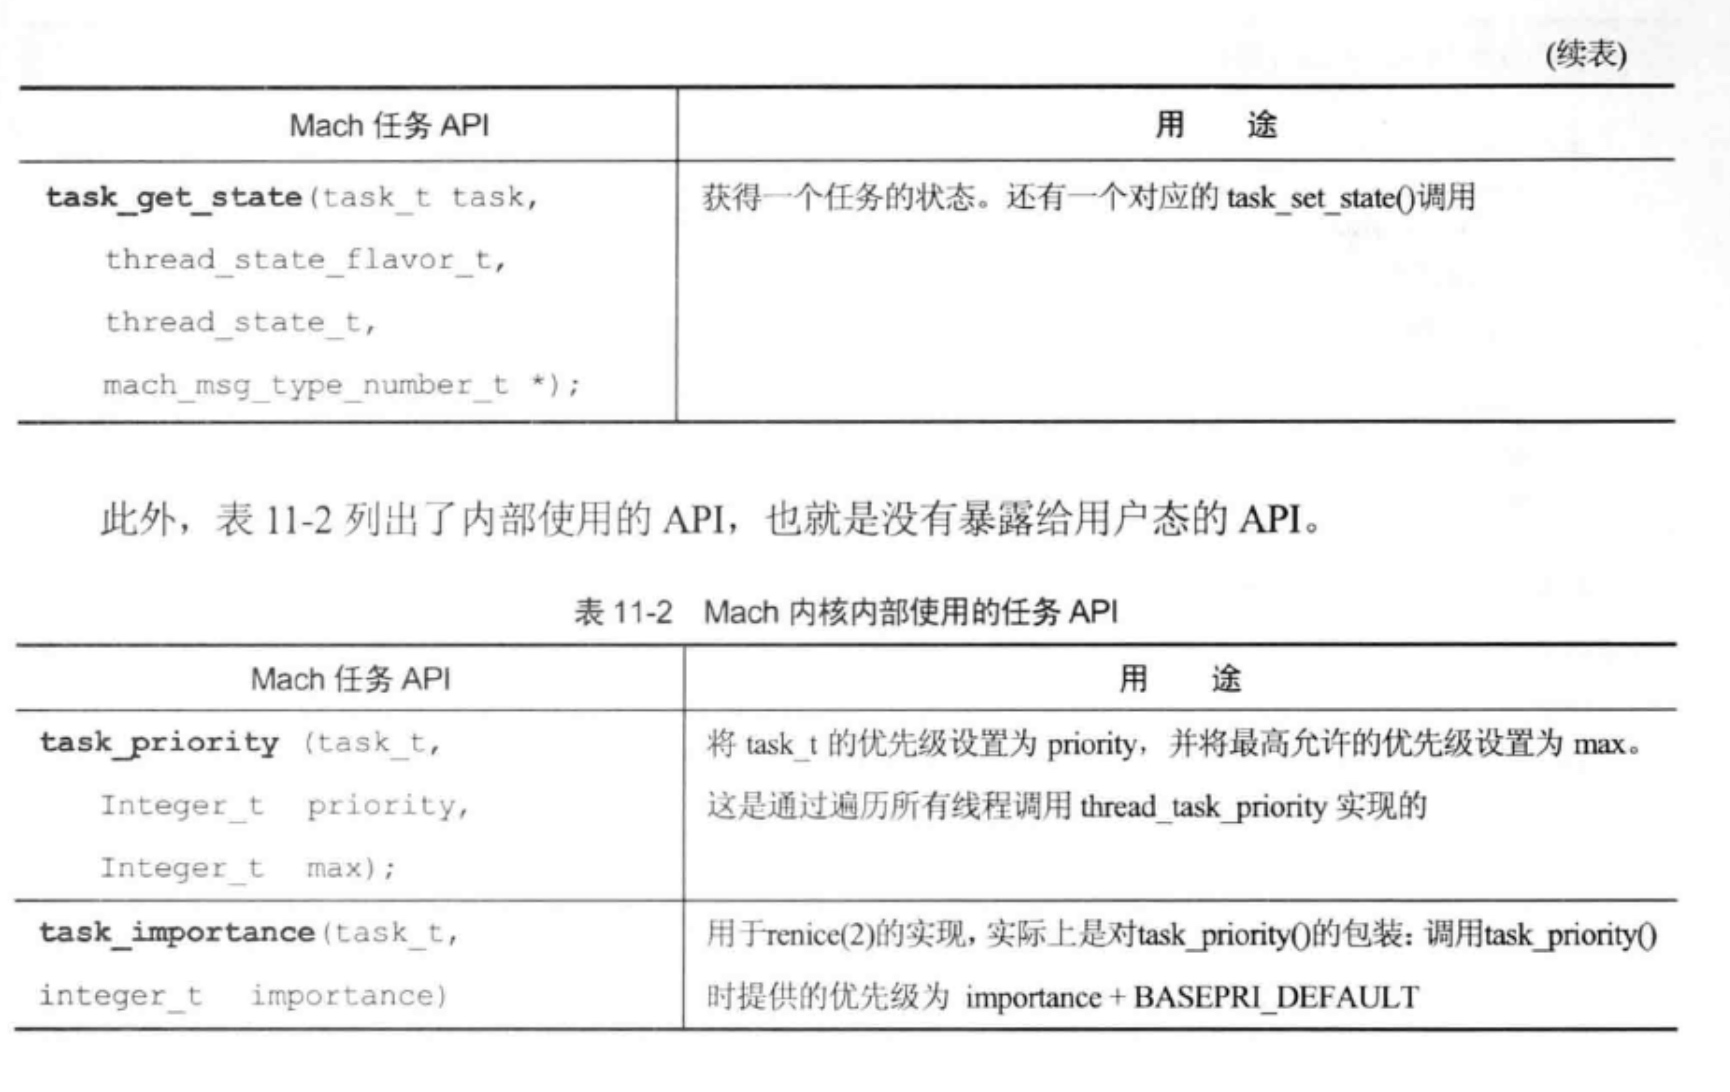 (续表)
Mach 任务 API 用 途
task_get_state(task_t task, 获得一个任务的状态。还有一个对应的 task_set_state()调用
thread_state_flavor_t,
thread_state_t,
mach_msg_type_number_t *);
此外，表 11-2 列出了内部使用的 API，也就是没有暴露给用户态的 API。
表 11-2 Mach 内核内部使用的任务 API
Mach 任务 API 用 途
task_priority (task_t, 将 task_t 的优先级设置为 priority，并将最高允许的优先级设置为 max。
Integer_t priority, 这是通过遍历所有线程调用 thread_task_priority 实现的
Integer_t max);
task_importance(task_t, 用于renice(2)的实现，实际上是对task_priority()的包装：调用task_priority()
integer_t importance) 时提供的优先级为 importance + BASEPRI_DEFAULT